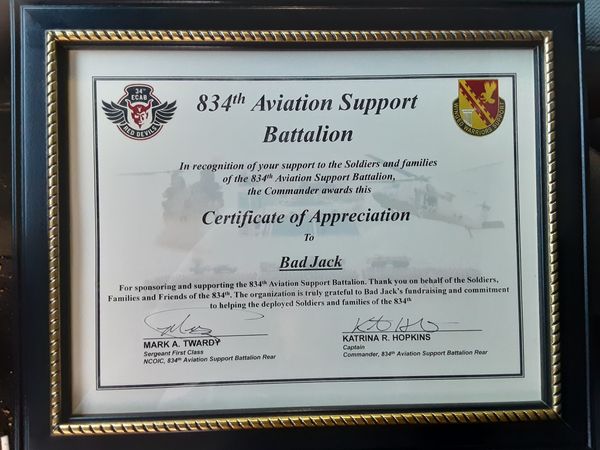 34th
ECAB
RED DEVILS
WINGED WARRIORS SUPPORT
834th Aviation Support
Battalion
In recognition of your support to the Soldiers and families
of the 834th Aviation Support Battalion,
the Commander awards this
Certificate of Appreciation
To
Bad Jack
For sponsoring and supporting the 834th Aviation Support Battalion. Thank you on behalf of the Soldiers,
Families and Friends of the 834th. The organization is truly grateful to Bad Jack's fundraising and commitment
to helping the deployed Soldiers and families of the 834th
MARK A. TWARDY
Sergeant First Class
NCOIC, 834th Aviation Support Battalion Rear
KATRINA R. HOPKINS
Captain
Commander, 834th Aviation Support Battalion Rear